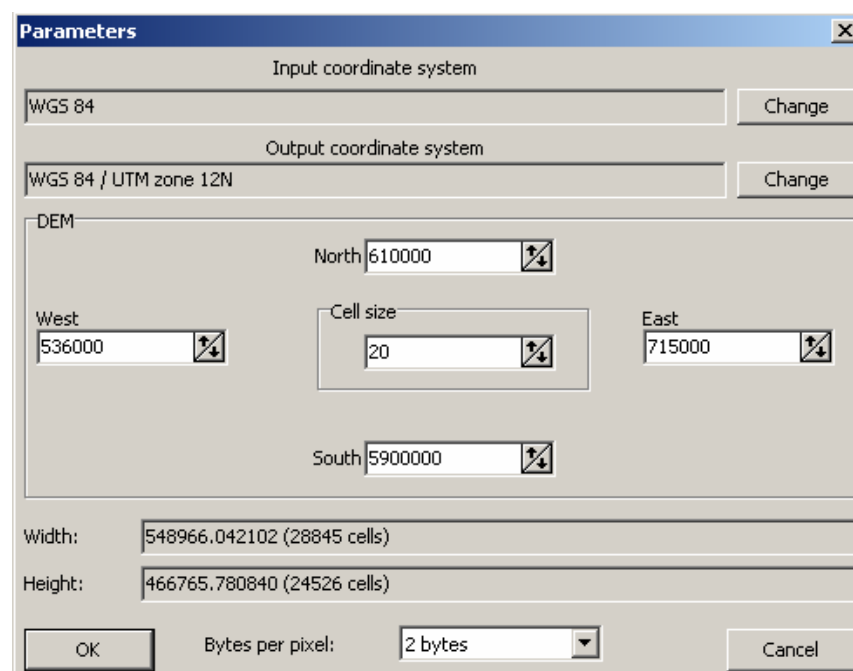 Parameters
Input coordinate system
WGS 84
Change
Output coordinate system
WGS 84 / UTM zone 12N
Change
DEM
North 610000
West
536000
Cell size
20
East
715000
South 5900000
Width: 548966.042102 (28845 cells)
Height: 466765.780840 (24526 cells)
OK
Bytes per pixel: 2 bytes
Cancel